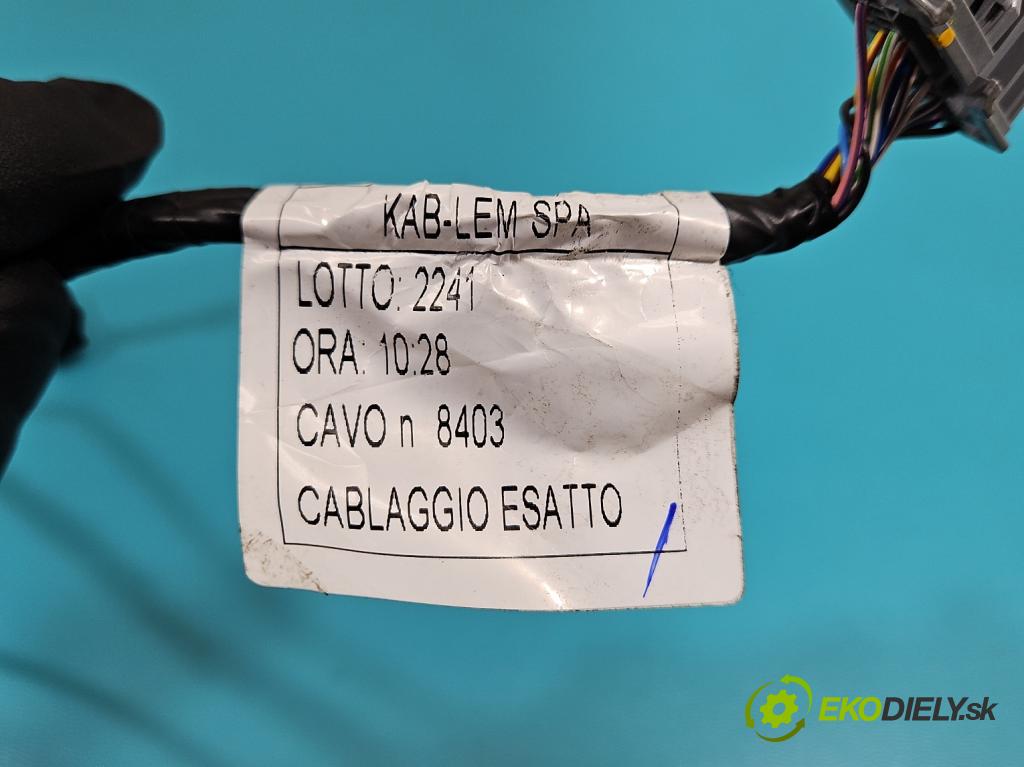 KAB-LEM SPA
LOTTO: 2241
ORA: 10:28
CAVO n 8403
CABLAGGIO ESATTO
EKODIELY.sk